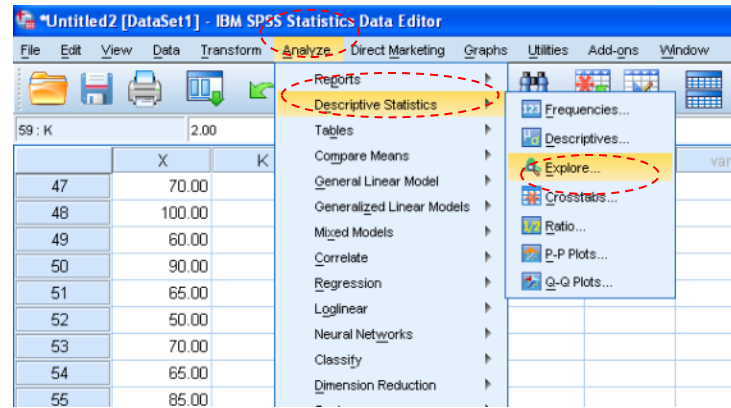 *Untitled2 [DataSet1] - IBM SPSS Statistics Data Editor
File Edit View Data Transform Analyze Direct Marketing Graphs Utilities Add-ons Window
Reports
Descriptive Statistics
Tables
Compare Means
General Linear Model
Generalized Linear Models
Mixed Models
Correlate
Regression
Loglinear
Neural Networks
Classify
Dimension Reduction
123 Frequencies...
Descriptives...
Explore...
Crosstabs...
1/2 Ratio...
P-P Plots...
Q-Q Plots...
59 : K 2.00
X K var
47 70.00
48 100.00
49 60.00
50 90.00
51 65.00
52 50.00
53 70.00
54 65.00
55 85.00